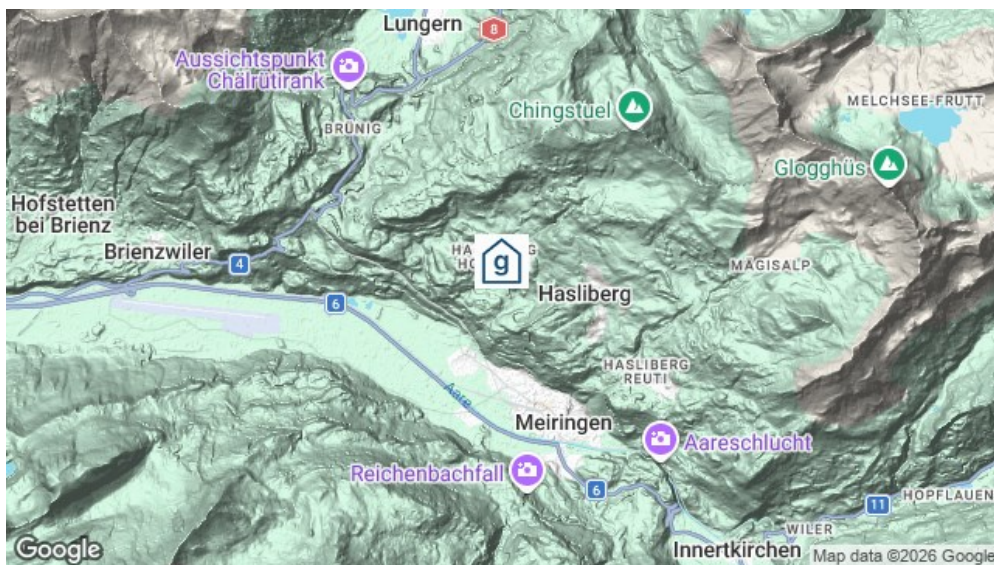 Lungern
8
Aussichtspunkt
Chälrütirank
Chingstuel
MELCHSEE-FRUTT
BRÜNIG
Glogghüs
Hofstetten
bei Brienz
Brienzwiler
4
g
MÄGISALP
Hasliberg
6
HASLIBERG
REUTI
Aare
Meiringen
Aareschlucht
Reichenbachfall
6
11
HOPFLAUEN
WILER
Innertkirchen
Google
Map data ©2026 Google